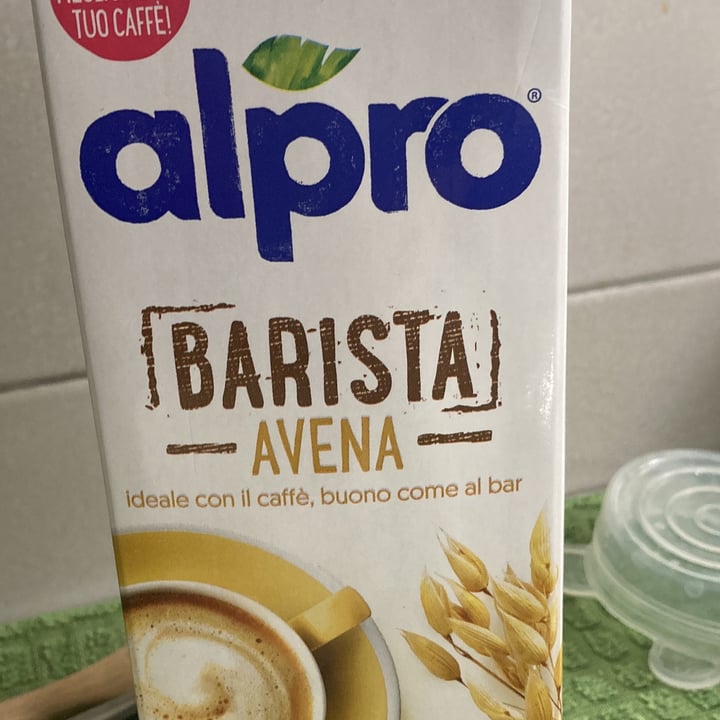 TUO CAFFÈ!
alpro®
BARISTA
AVENA
ideale con il caffè, buono come al bar